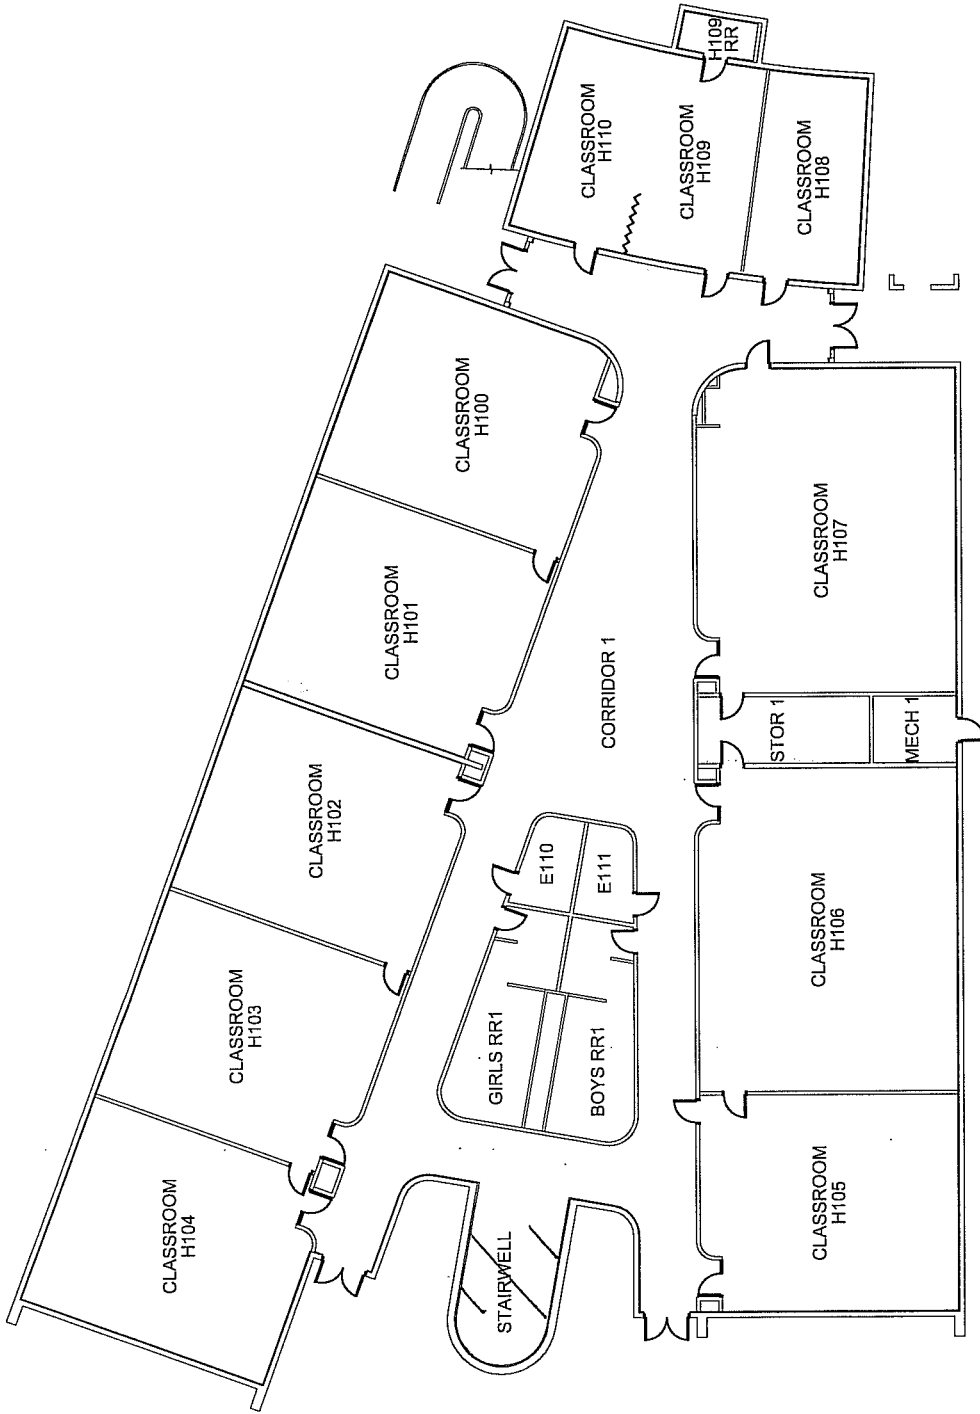 H109
RR
CLASSROOM
H110
CLASSROOM
H109
CLASSROOM
H108
CLASSROOM
H100
CLASSROOM
H101
CLASSROOM
H107
CORRIDOR 1
STOR 1
MECH 1
CLASSROOM
H102
E110
E111
CLASSROOM
H106
CLASSROOM
H103
GIRLS RR1
BOYS RR1
CLASSROOM
H104
CLASSROOM
H105
STAIRWELL